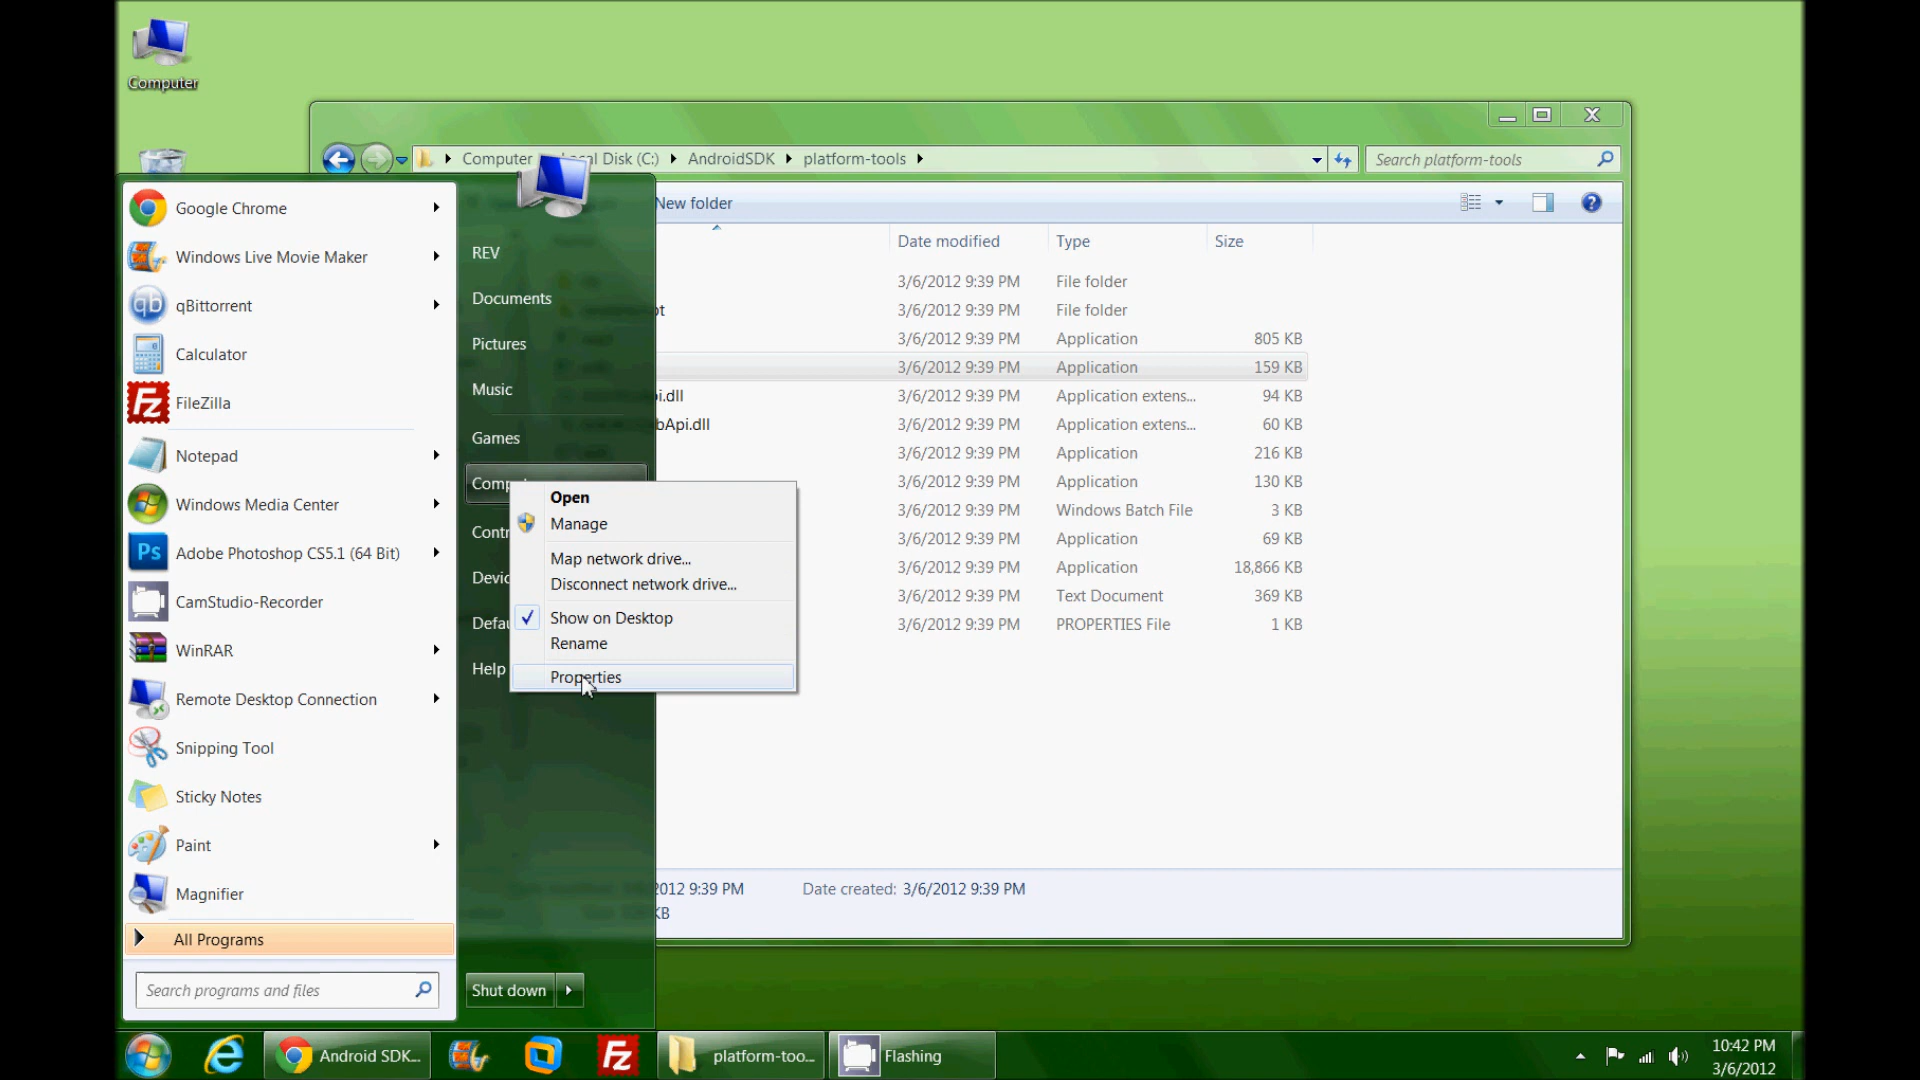 Computer
Computer
Local Disk (C:)
AndroidSDK
platform-tools
Search platform-tools
New folder
Date modified
Type
Size
3/6/2012 9:39 PM File folder
3/6/2012 9:39 PM File folder
3/6/2012 9:39 PM Application 805 KB
3/6/2012 9:39 PM Application 159 KB
i.dll 3/6/2012 9:39 PM Application extens... 94 KB
bApi.dll 3/6/2012 9:39 PM Application extens... 60 KB
3/6/2012 9:39 PM Application 216 KB
3/6/2012 9:39 PM Application 130 KB
3/6/2012 9:39 PM Windows Batch File 3 KB
3/6/2012 9:39 PM Application 69 KB
3/6/2012 9:39 PM Application 18,866 KB
3/6/2012 9:39 PM Text Document 369 KB
3/6/2012 9:39 PM PROPERTIES File 1 KB
2012 9:39 PM Date created: 3/6/2012 9:39 PM
KB
Google Chrome
Windows Live Movie Maker
qb qBittorrent
Calculator
Fz FileZilla
Notepad
Windows Media Center
Ps Adobe Photoshop CS5.1 (64 Bit)
CamStudio-Recorder
WinRAR
Remote Desktop Connection
Snipping Tool
Sticky Notes
Paint
Magnifier
All Programs
Search programs and files
REV
Documents
Pictures
Music
Games
Comp
Contr
Devic
Defau
Help
Shut down
Open
Manage
Map network drive...
Disconnect network drive...
Show on Desktop
Rename
Properties
Android SDK...
Fz
platform-too...
Flashing
10:42 PM
3/6/2012